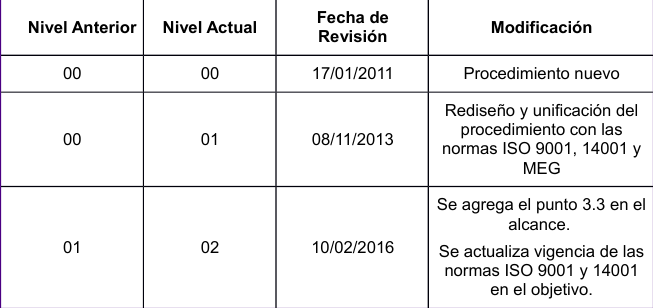 Nivel Anterior Nivel Actual Fecha de
Revisión Modificación
00 00 17/01/2011 Procedimiento nuevo
00 01 08/11/2013 Rediseño y unificación del
procedimiento con las
normas ISO 9001, 14001 y
MEG
01 02 10/02/2016 Se agrega el punto 3.3 en el
alcance.
Se actualiza vigencia de las
normas ISO 9001 y 14001
en el objetivo.